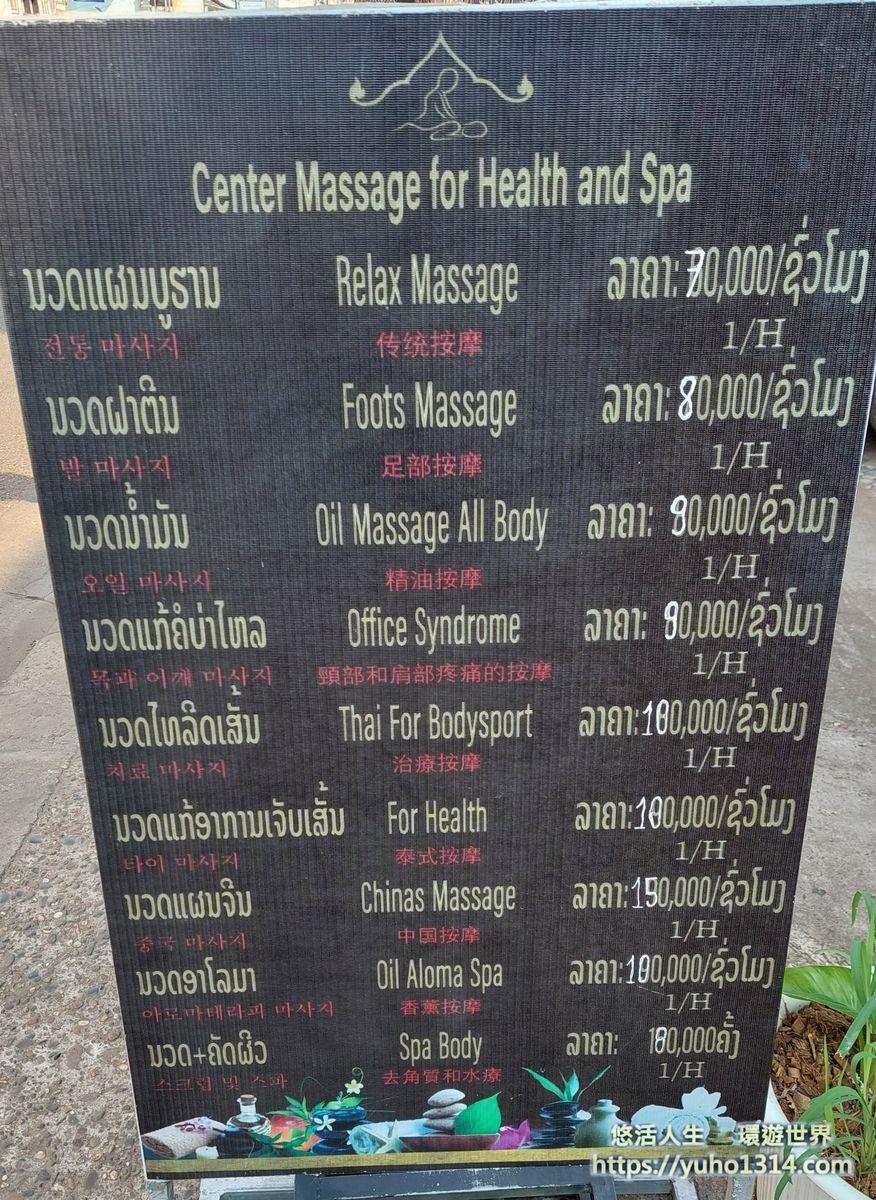 Center Massage for Health and Spa
ນວດແຜນບູຮານ Relax Massage ລາຄາ: 70,000/ຊົ່ວໂມງ
전통 마사지 传统按摩 1/H
ນວດຝາຕີນ Foots Massage ລາຄາ: 80,000/ຊົ່ວໂມງ
발 마사지 足部按摩 1/H
ນວດນ້ຳມັນ Oil Massage All Body ລາຄາ: 90,000/ຊົ່ວໂມງ
오일 마사시 精油按摩 1/H
ນວດແກ້ຄໍບ່າໄຫລ Office Syndrome ລາຄາ: 90,000/ຊົ່ວໂມງ
목과 어깨 마사지 頸部和肩部疼痛的按摩 1/H
ນວດໄທລິດເສັ້ນ Thai For Bodysport ລາຄາ:100,000/ຊົ່ວໂມງ
치료 마사지 治療按摩 1/H
ນວດແກ້ອາການເຈັບເສັ້ນ For Health ລາຄາ:100,000/ຊົ່ວໂມງ
타이 마사지 泰式按摩 1/H
ນວດແຜນຈີນ Chinas Massage ລາຄາ:150,000/ຊົ່ວໂມງ
중국 마사지 中国按摩 1/H
ນວດອາໂລມາ Oil Aloma Spa ລາຄາ:100,000/ຊົ່ວໂມງ
아로마테라피 마사지 香薰按摩 1/H
ນວດ+ຄັດຜິວ Spa Body ລາຄາ: 180,000ຄັ້ງ
스크럽 및 스파 去角質和水療 1/H
悠活人生 環遊世界
https://yuho1314.com